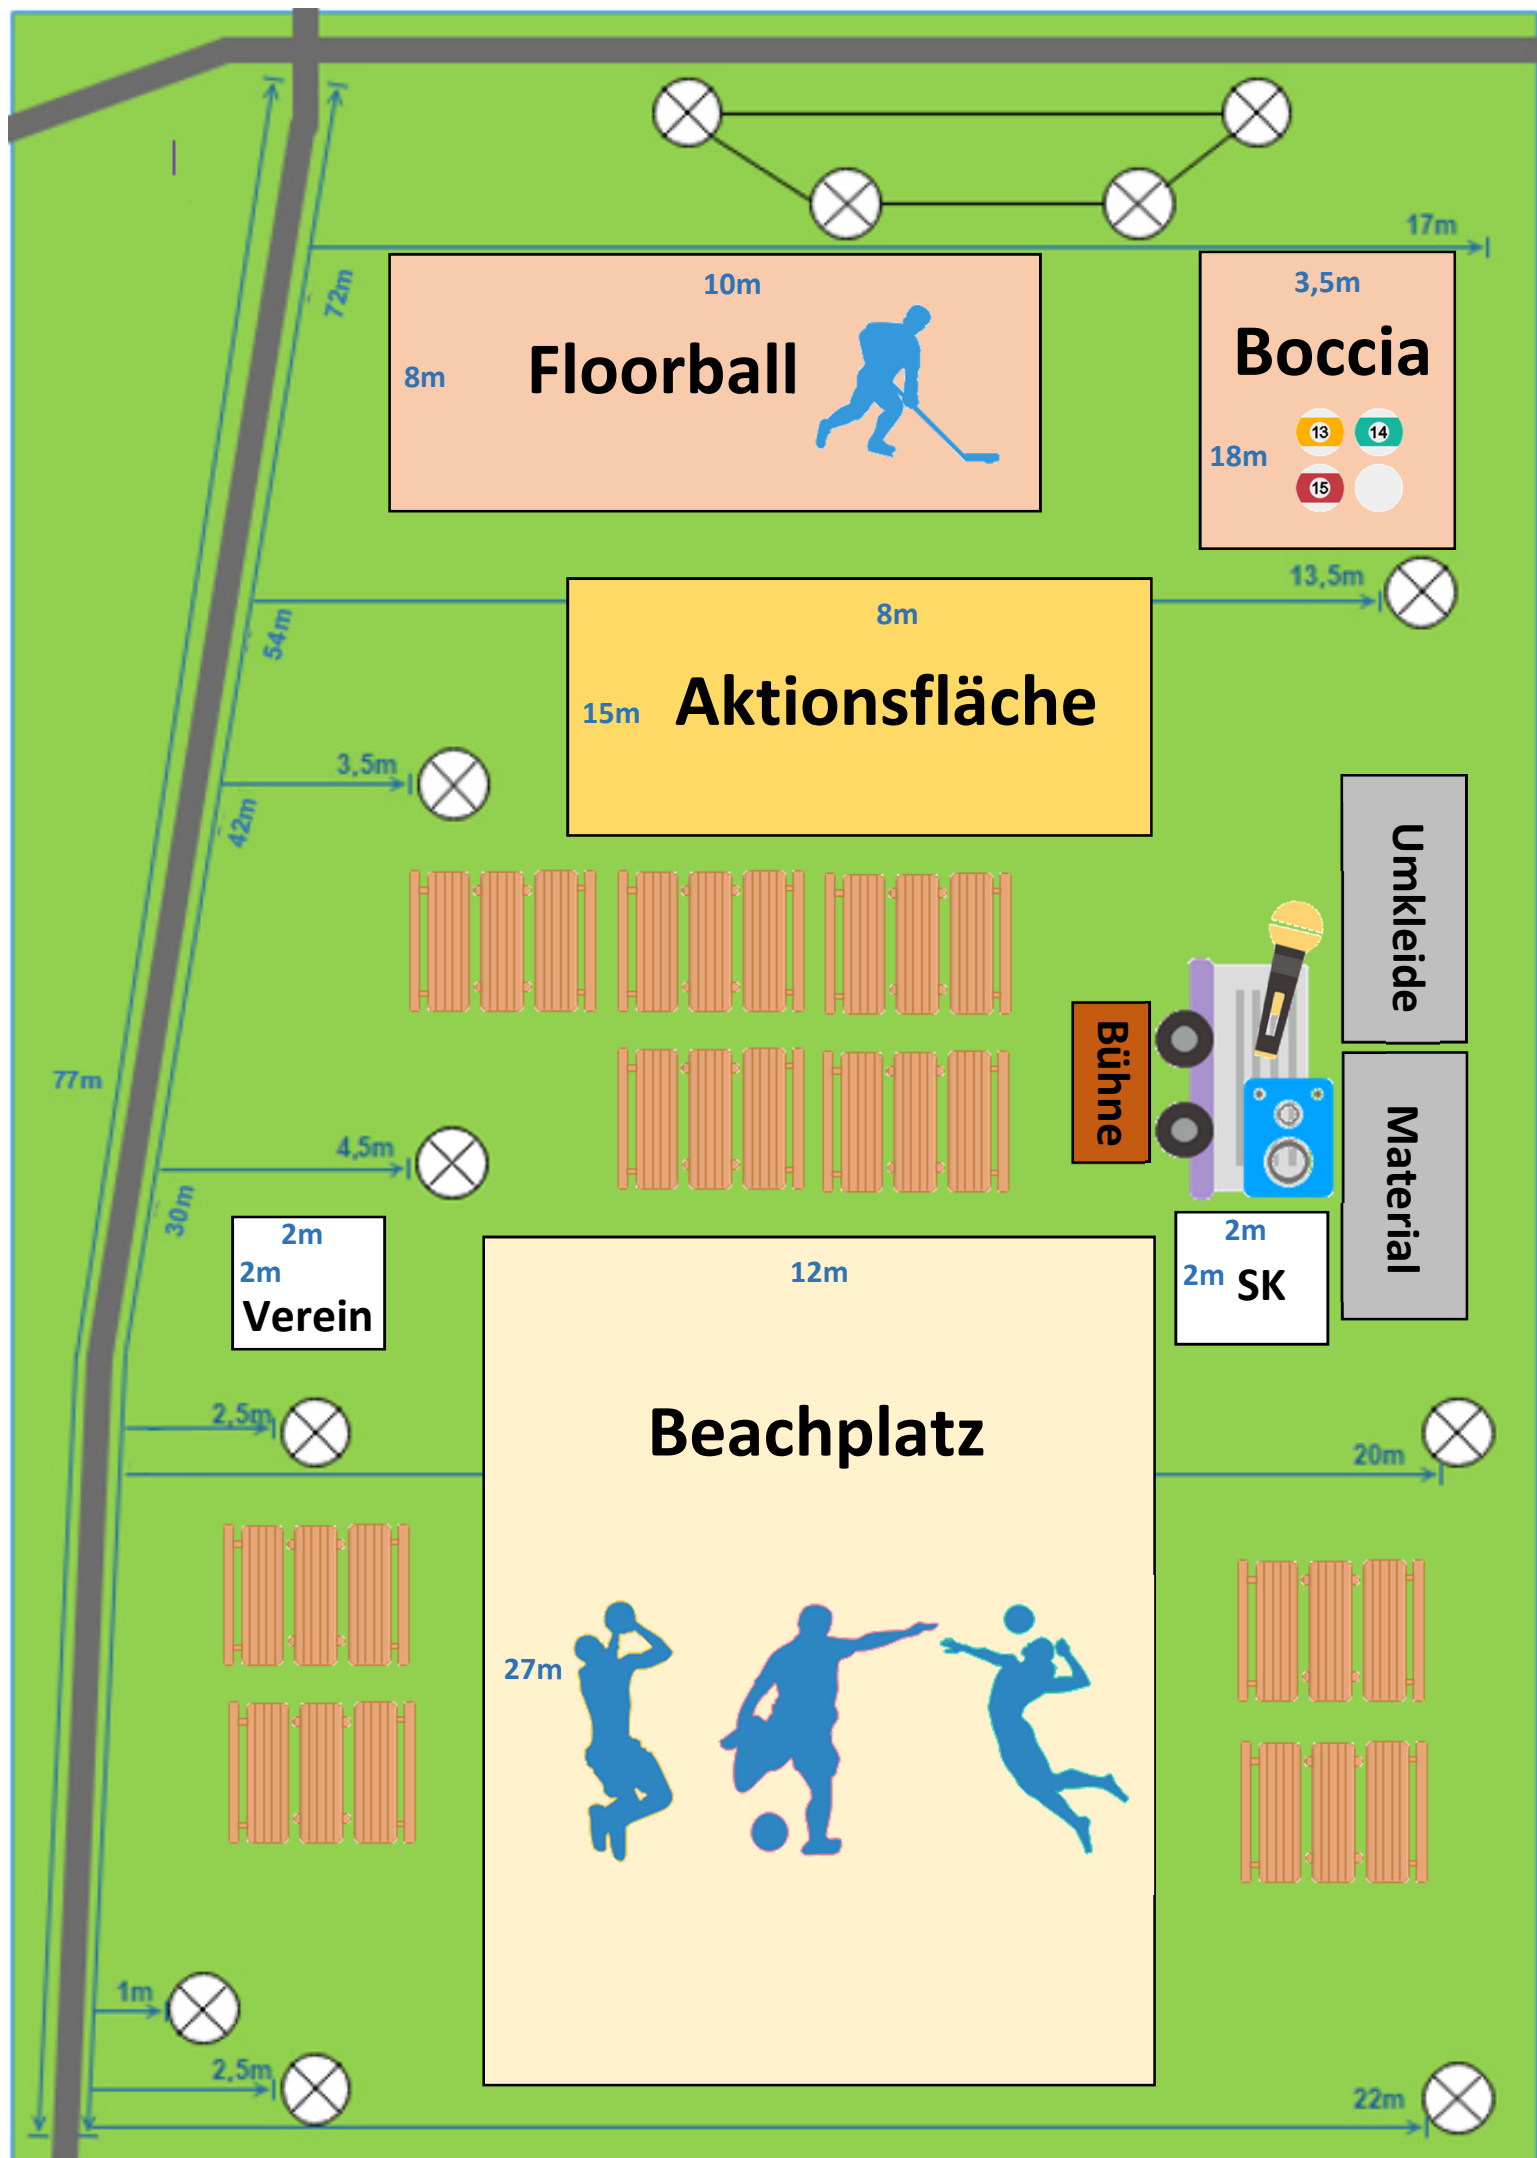 17m
10m
3,5m
72m
Floorball
Boccia
8m
13
14
18m
15
13,5m
8m
54m
15m
Aktionsfläche
3,5m
42m
Umkleide
Bühne
77m
4,5m
Material
30m
2m
2m
Verein
12m
2m
2m
SK
2,5m
Beachplatz
20m
27m
1m
2,5m
22m